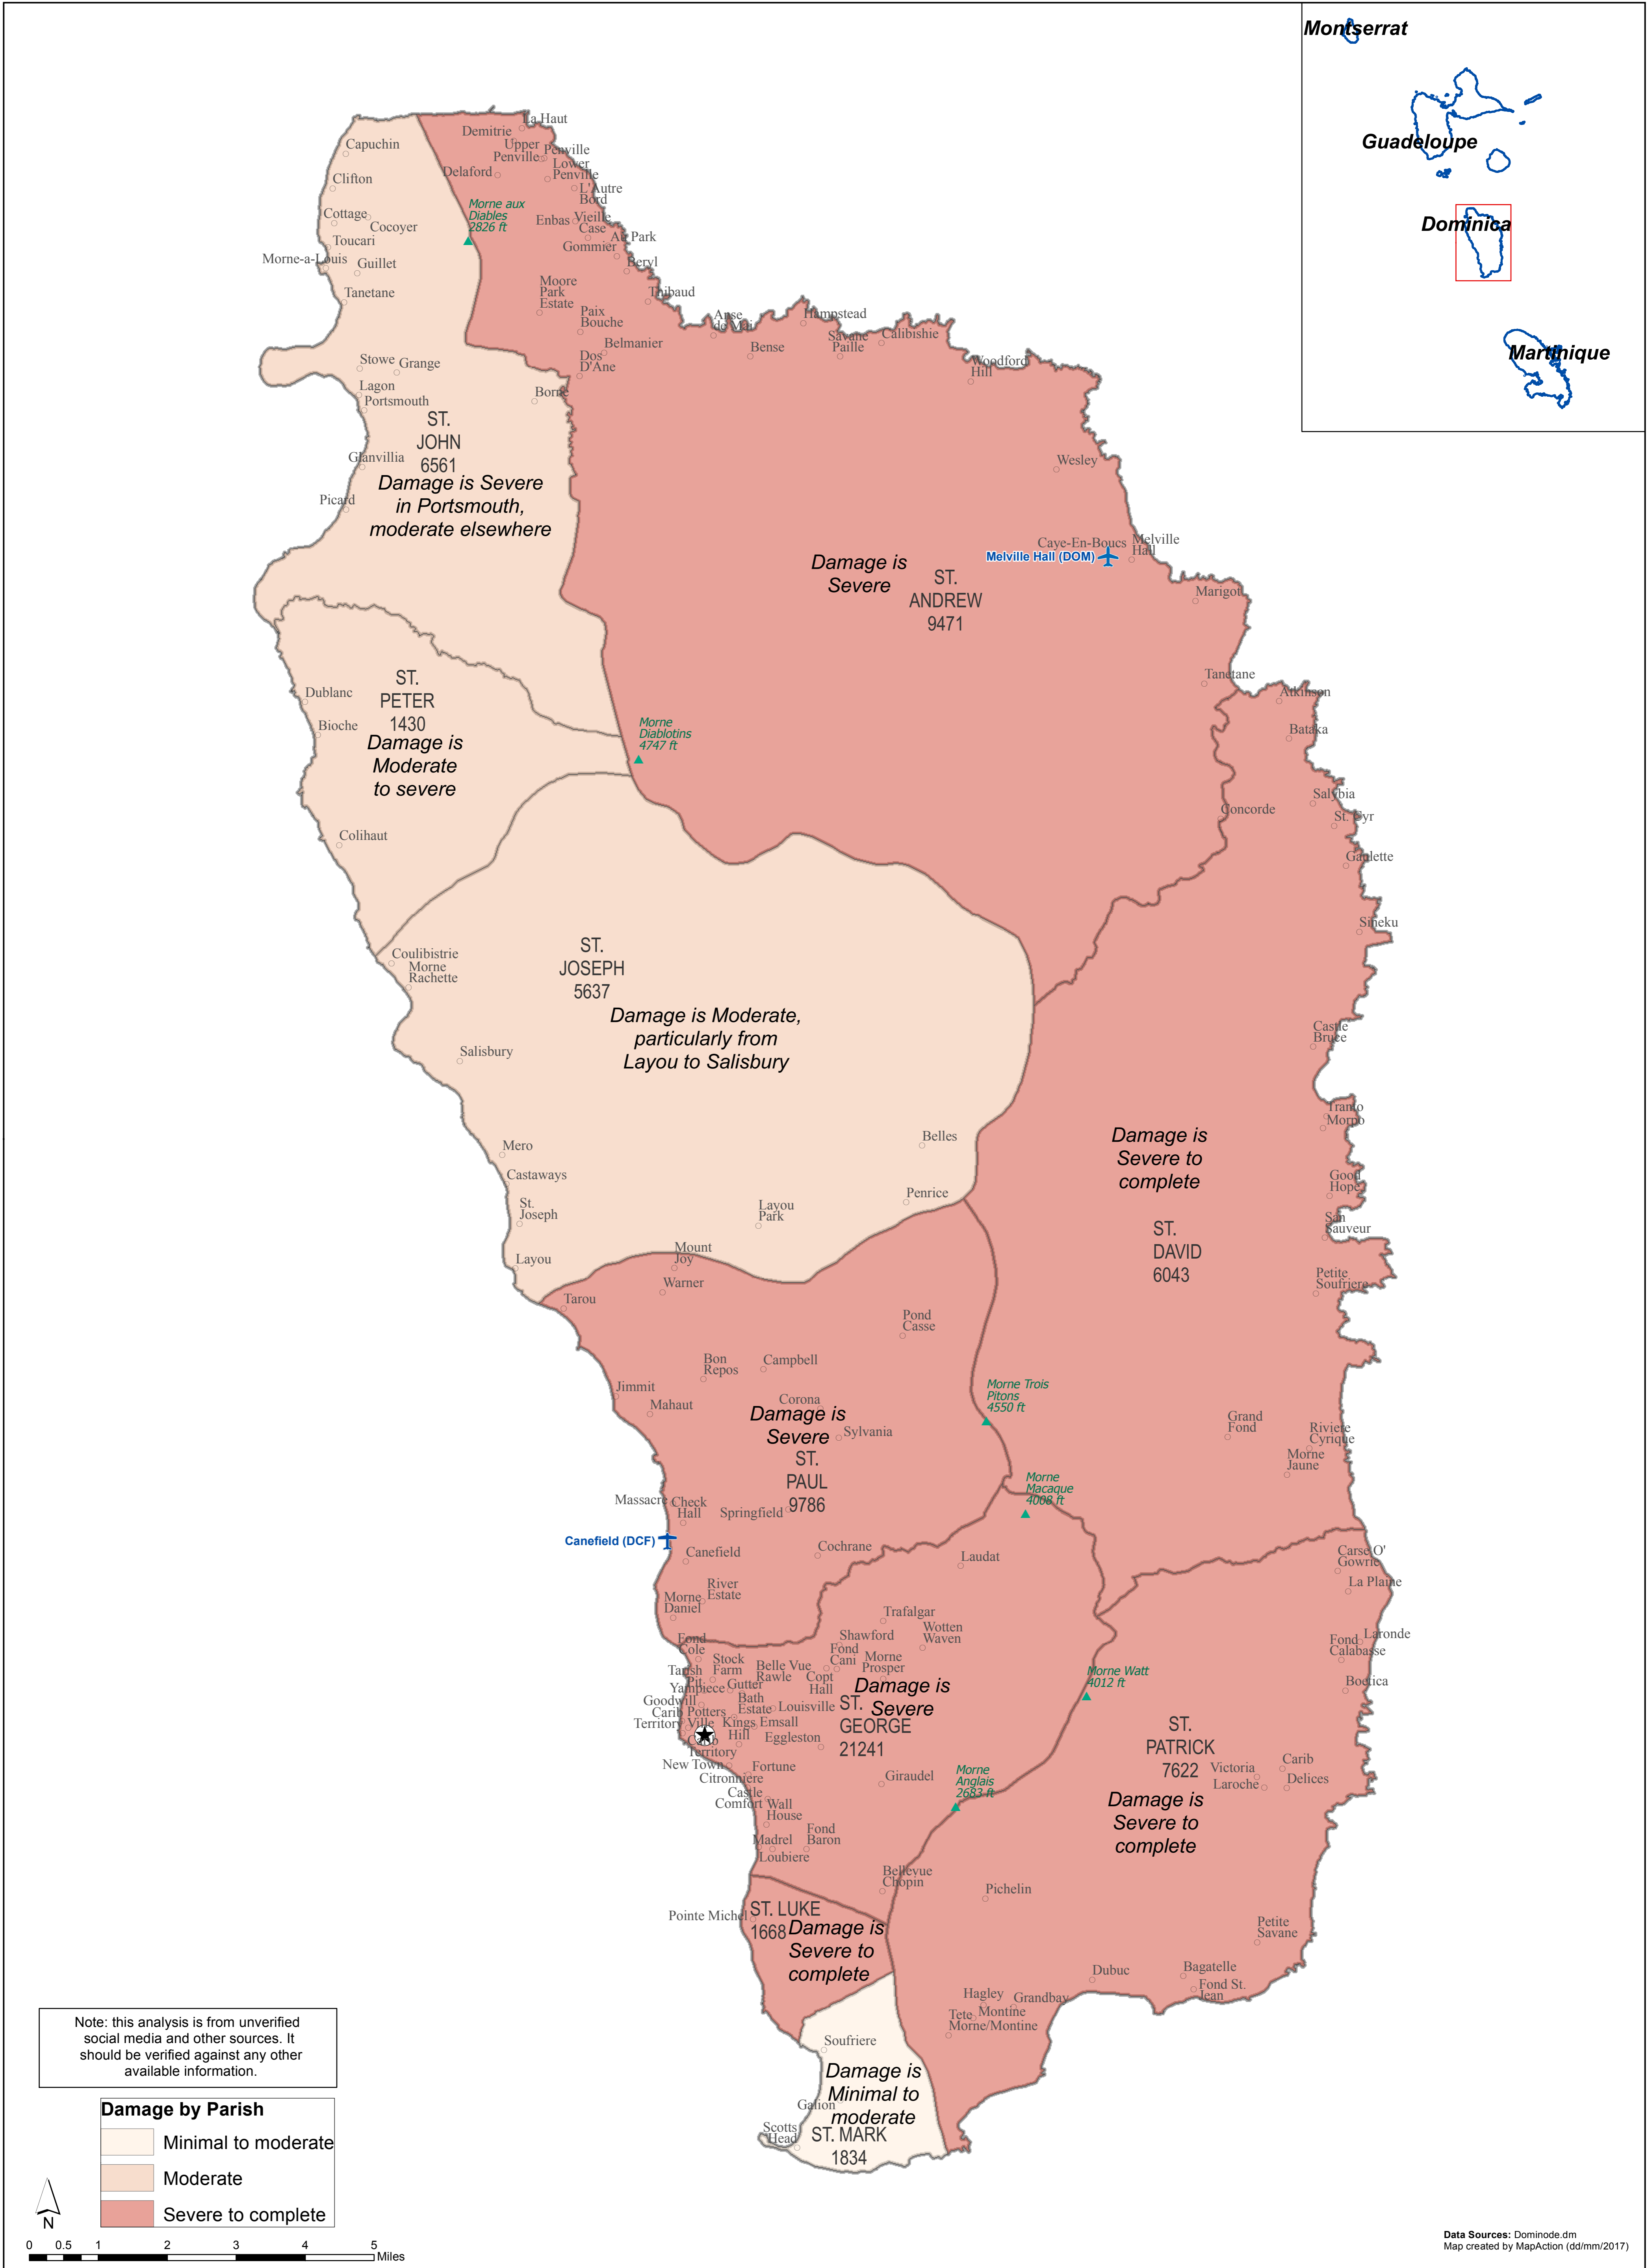 Montserrat
Guadeloupe
Dominica
Martinique
La Haut
Demitrie
Upper
Penville
Penville
Lower
Penville
Delaford
L'Autre
Bord
Capuchin
Clifton
Cottage
Cocoyer
Toucari
Morne-a-Louis
Guillet
Tanetane
Morne aux
Diables
2826 ft
Enbas
Vieille
Case
Au Park
Gommier
Beryl
Moore
Park
Estate
Thibaud
Paix
Bouche
Belmanier
Dos
D'Ane
Borne
Anse
de Mai
Bense
Hampstead
Savane
Paille
Calibishie
Woodford
Hill
Stowe
Grange
Lagon
Portsmouth
ST.
JOHN
6561
Glanvillia
Damage is Severe
in Portsmouth,
moderate elsewhere
Picard
Wesley
Caye-En-Boucs
Melville
Hall
Melville Hall (DOM)
Damage is
Severe
ST.
ANDREW
9471
Marigot
Tanetane
Atkinson
Bataka
ST.
PETER
1430
Damage is
Moderate
to severe
Dublanc
Bioche
Colihaut
Morne
Diablotins
4747 ft
Salybia
Concorde
St. Cyr
Gaulette
Sineku
Coulibistrie
Morne
Rachette
ST.
JOSEPH
5637
Damage is Moderate,
particularly from
Layou to Salisbury
Salisbury
Castle
Bruce
Tranto
Morpo
Mero
Castaways
St.
Joseph
Belles
Penrice
Layou
Park
Damage is
Severe to
complete
Good
Hope
San
Sauveur
ST.
DAVID
6043
Petite
Soufriere
Layou
Mount
Joy
Warner
Tarou
Pond
Casse
Bon
Repos
Campbell
Jimmit
Mahaut
Corona
Damage is
Severe
Sylvania
ST.
PAUL
9786
Morne Trois
Pitons
4550 ft
Grand
Fond
Riviere
Cyrique
Morne
Jaune
Morne
Macaque
4008 ft
Massacre
Check
Hall
Springfield
Canefield (DCF)
Canefield
Cochrane
Laudat
River
Estate
Morne
Daniel
Carse O'
Gowrie
La Plaine
Laronde
Fond
Calabasse
Boetica
Trafalgar
Shawford
Wotten
Waven
Fond
Cole
Stock
Farm
Tarish
Pit
Belle Vue
Rawle
Fond
Cani
Copt
Hall
Morne
Prosper
Yampiece
Gutter
Goodwill
Bath
Estate
Louisville
Carib
Territory
Potters
Ville
Kings
Hill
Emsall
Eggleston
Carib
Territory
Damage is
Severe
ST.
GEORGE
21241
Morne Watt
4012 ft
New Town
Fortune
Citronniere
Castle
Comfort
Wall
House
Giraudel
Morne
Anglais
2683 ft
ST.
PATRICK
7622
Damage is
Severe to
complete
Victoria
Carib
Laroche
Delices
Madrel
Fond
Baron
Loubiere
Bellevue
Chopin
Pichelin
Pointe Michel
ST. LUKE
1668
Damage is
Severe to
complete
Petite
Savane
Dubuc
Bagatelle
Fond St.
Jean
Hagley
Grandbay
Tete
Morne/Montine
Montine
Soufriere
Damage is
Minimal to
moderate
Galion
Scotts
Head
ST. MARK
1834
Note: this analysis is from unverified
social media and other sources. It
should be verified against any other
available information.
Damage by Parish
Minimal to moderate
Moderate
Severe to complete
N
0 0.5 1 2 3 4 5
Miles
Data Sources: Dominode.dm
Map created by MapAction (dd/mm/2017)